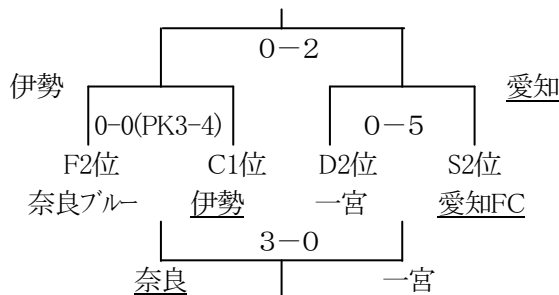 0－2
伊勢 愛知
0-0(PK3-4) 0－5
F2位 C1位 D2位 S2位
奈良ﾌﾞﾙｰ 伊勢 一宮 愛知FC
3－0
奈良 一宮